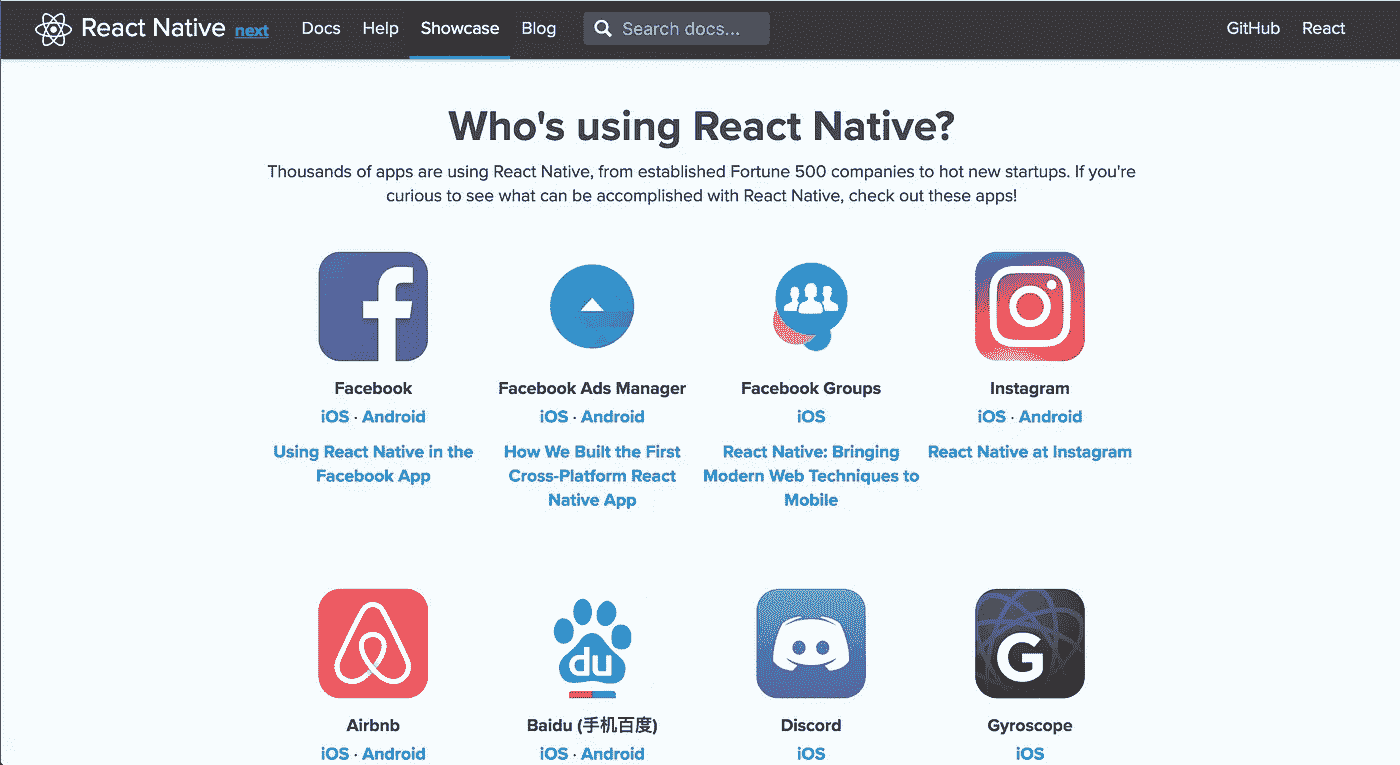 React Native next Docs Help Showcase Blog Search docs... GitHub React
Who's using React Native?
Thousands of apps are using React Native, from established Fortune 500 companies to hot new startups. If you're
curious to see what can be accomplished with React Native, check out these apps!
f
Facebook Facebook Ads Manager Facebook Groups Instagram
iOS · Android iOS · Android iOS iOS · Android
Using React Native in the How We Built the First React Native: Bringing React Native at Instagram
Facebook App Cross-Platform React Modern Web Techniques to
Native App Mobile
du G
Airbnb Baidu (手机百度) Discord Gyroscope
iOS · Android iOS · Android iOS iOS